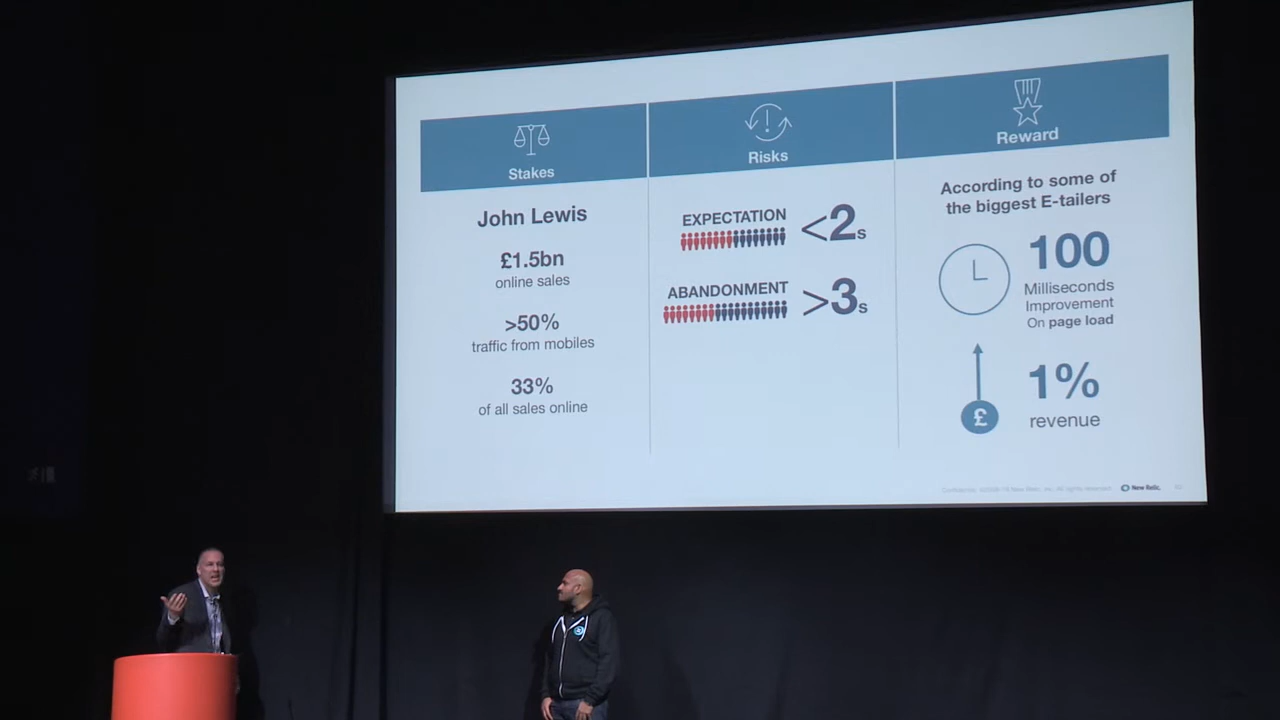 Stakes
John Lewis
£1.5bn
online sales
>50%
traffic from mobiles
33%
of all sales online
Risks
EXPECTATION
<2s
ABANDONMENT
>3s
Reward
According to some of
the biggest E-tailers
100
Milliseconds
Improvement
On page load
£
1%
revenue
New Relic.